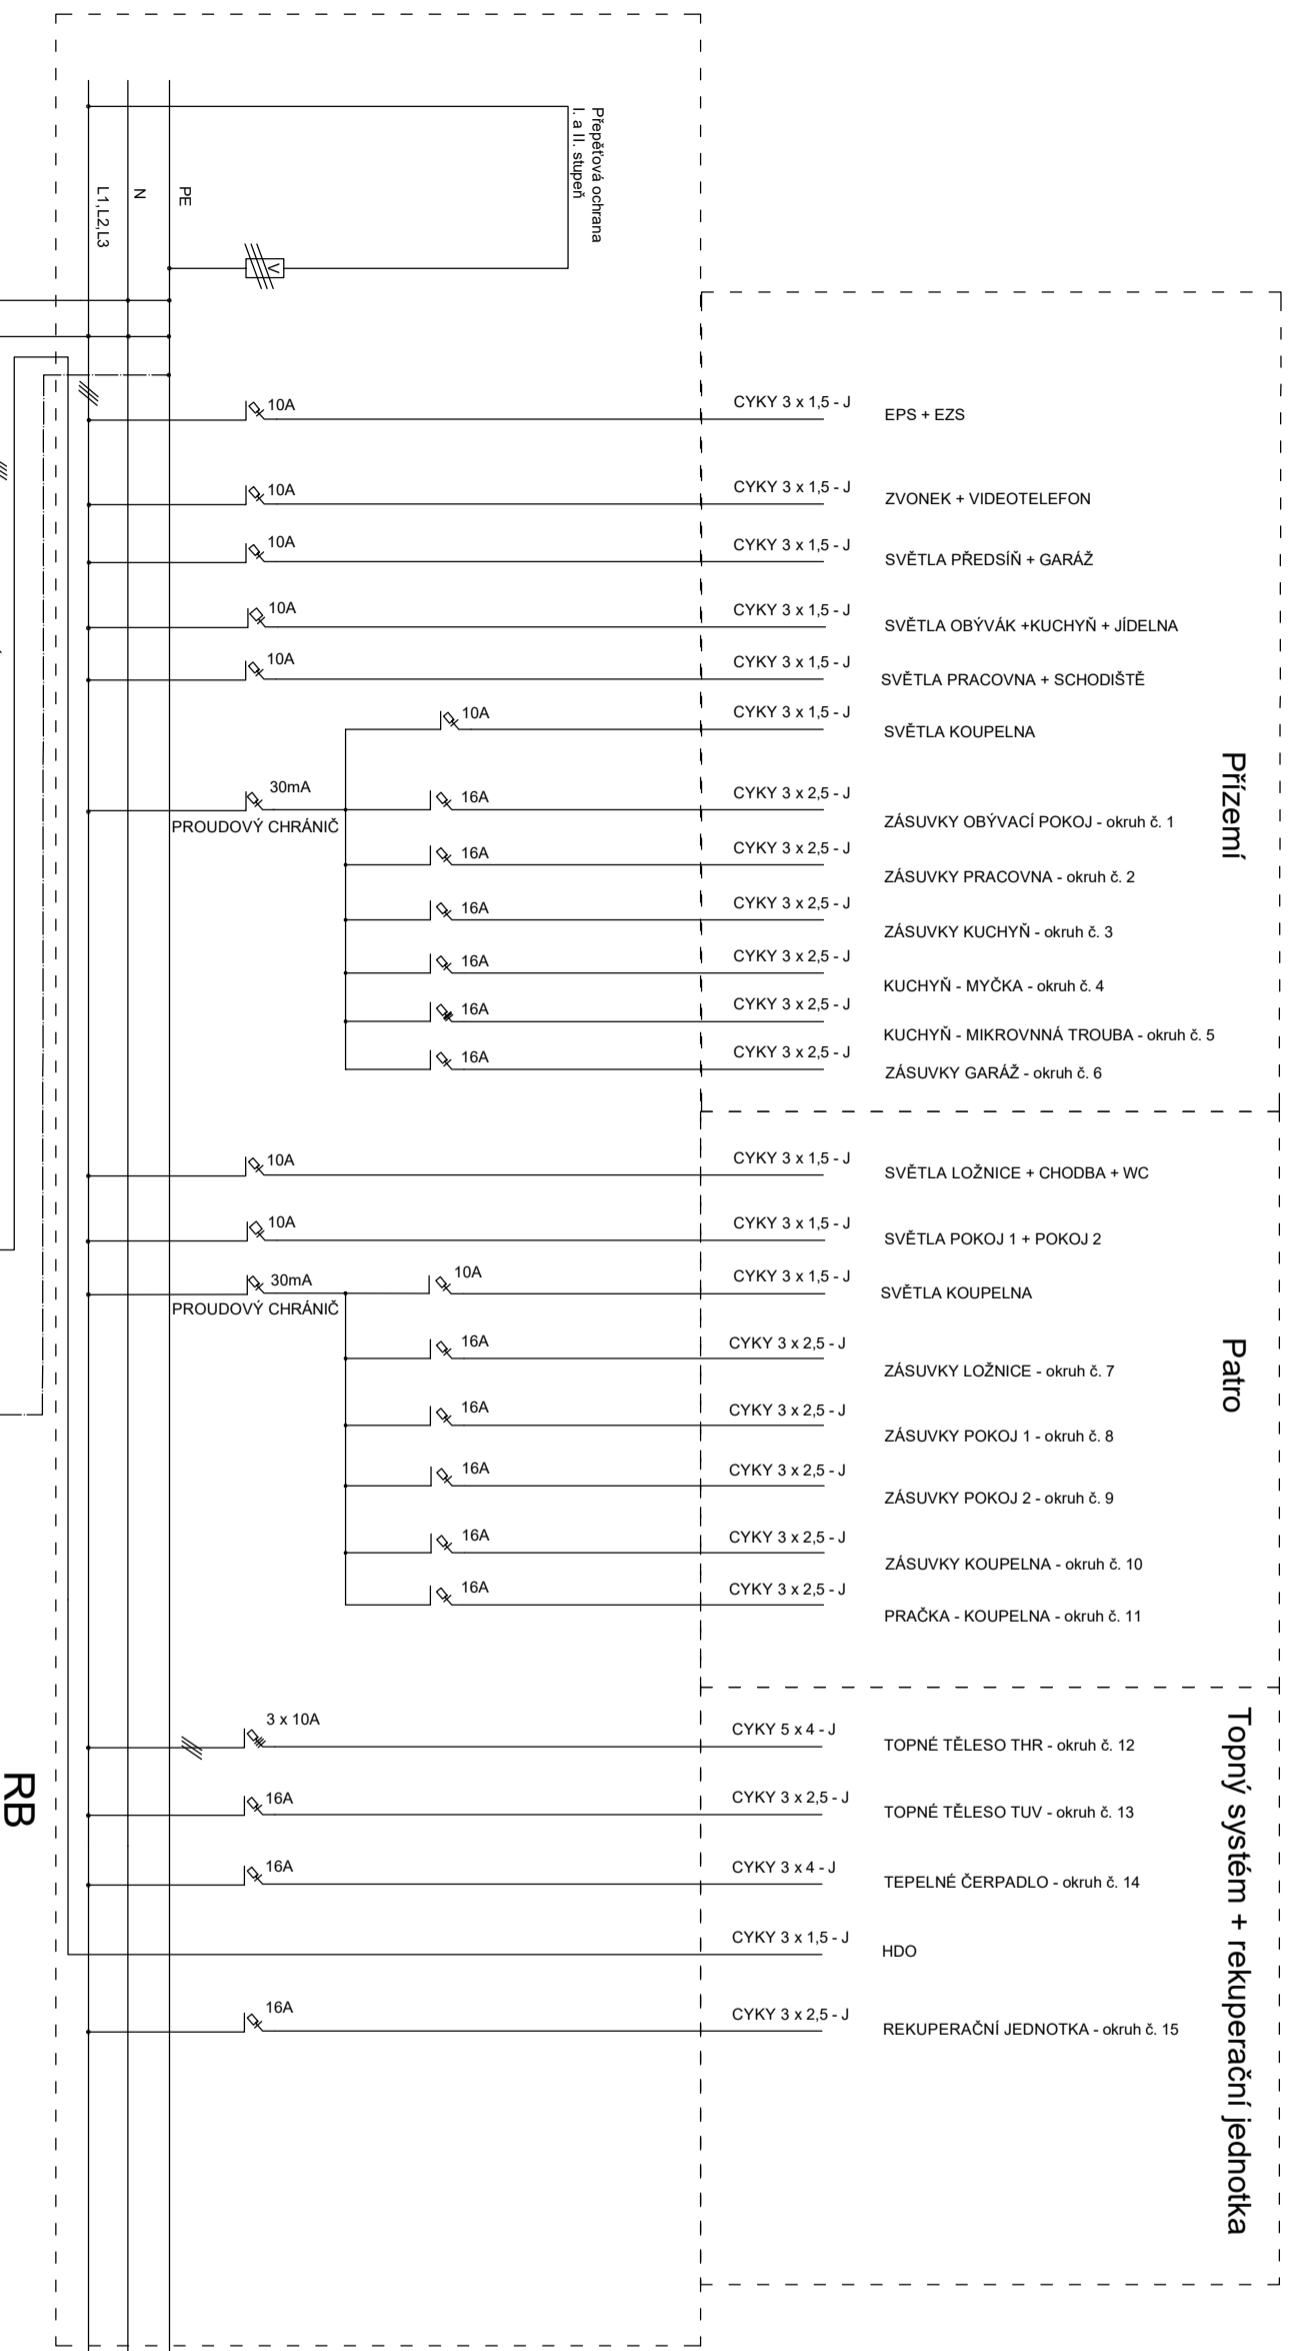 Přepěťová ochrana
I. a II. stupeň
PE
N
L1,L2,L3
Přízemí
10A
CYKY 3 x 1,5 - J
EPS + EZS
10A
CYKY 3 x 1,5 - J
ZVONEK + VIDEOTELEFON
10A
CYKY 3 x 1,5 - J
SVĚTLA PŘEDSÍŇ + GARÁŽ
10A
CYKY 3 x 1,5 - J
SVĚTLA OBÝVÁK +KUCHYŇ + JÍDELNA
10A
CYKY 3 x 1,5 - J
SVĚTLA PRACOVNA + SCHODIŠTĚ
10A
CYKY 3 x 1,5 - J
SVĚTLA KOUPELNA
30mA
PROUDOVÝ CHRÁNIČ
16A
CYKY 3 x 2,5 - J
ZÁSUVKY OBÝVACÍ POKOJ - okruh č. 1
16A
CYKY 3 x 2,5 - J
ZÁSUVKY PRACOVNA - okruh č. 2
16A
CYKY 3 x 2,5 - J
ZÁSUVKY KUCHYŇ - okruh č. 3
16A
CYKY 3 x 2,5 - J
KUCHYŇ - MYČKA - okruh č. 4
16A
CYKY 3 x 2,5 - J
KUCHYŇ - MIKROVNNÁ TROUBA - okruh č. 5
16A
CYKY 3 x 2,5 - J
ZÁSUVKY GARÁŽ - okruh č. 6
Patro
10A
CYKY 3 x 1,5 - J
SVĚTLA LOŽNICE + CHODBA + WC
10A
CYKY 3 x 1,5 - J
SVĚTLA POKOJ 1 + POKOJ 2
30mA
PROUDOVÝ CHRÁNIČ
10A
CYKY 3 x 1,5 - J
SVĚTLA KOUPELNA
16A
CYKY 3 x 2,5 - J
ZÁSUVKY LOŽNICE - okruh č. 7
16A
CYKY 3 x 2,5 - J
ZÁSUVKY POKOJ 1 - okruh č. 8
16A
CYKY 3 x 2,5 - J
ZÁSUVKY POKOJ 2 - okruh č. 9
16A
CYKY 3 x 2,5 - J
ZÁSUVKY KOUPELNA - okruh č. 10
16A
CYKY 3 x 2,5 - J
PRAČKA - KOUPELNA - okruh č. 11
Topný systém + rekuperační jednotka
3 x 10A
CYKY 5 x 4 - J
TOPNÉ TĚLESO THR - okruh č. 12
16A
CYKY 3 x 2,5 - J
TOPNÉ TĚLESO TUV - okruh č. 13
16A
CYKY 3 x 4 - J
TEPELNÉ ČERPADLO - okruh č. 14
CYKY 3 x 1,5 - J
HDO
16A
CYKY 3 x 2,5 - J
REKUPERAČNÍ JEDNOTKA - okruh č. 15
RB